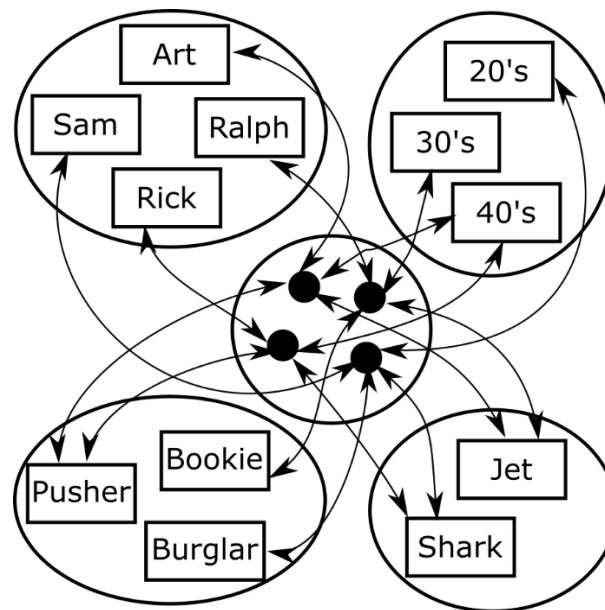 Art
Sam
Ralph
Rick
20's
30's
40's
Pusher
Bookie
Burglar
Jet
Shark